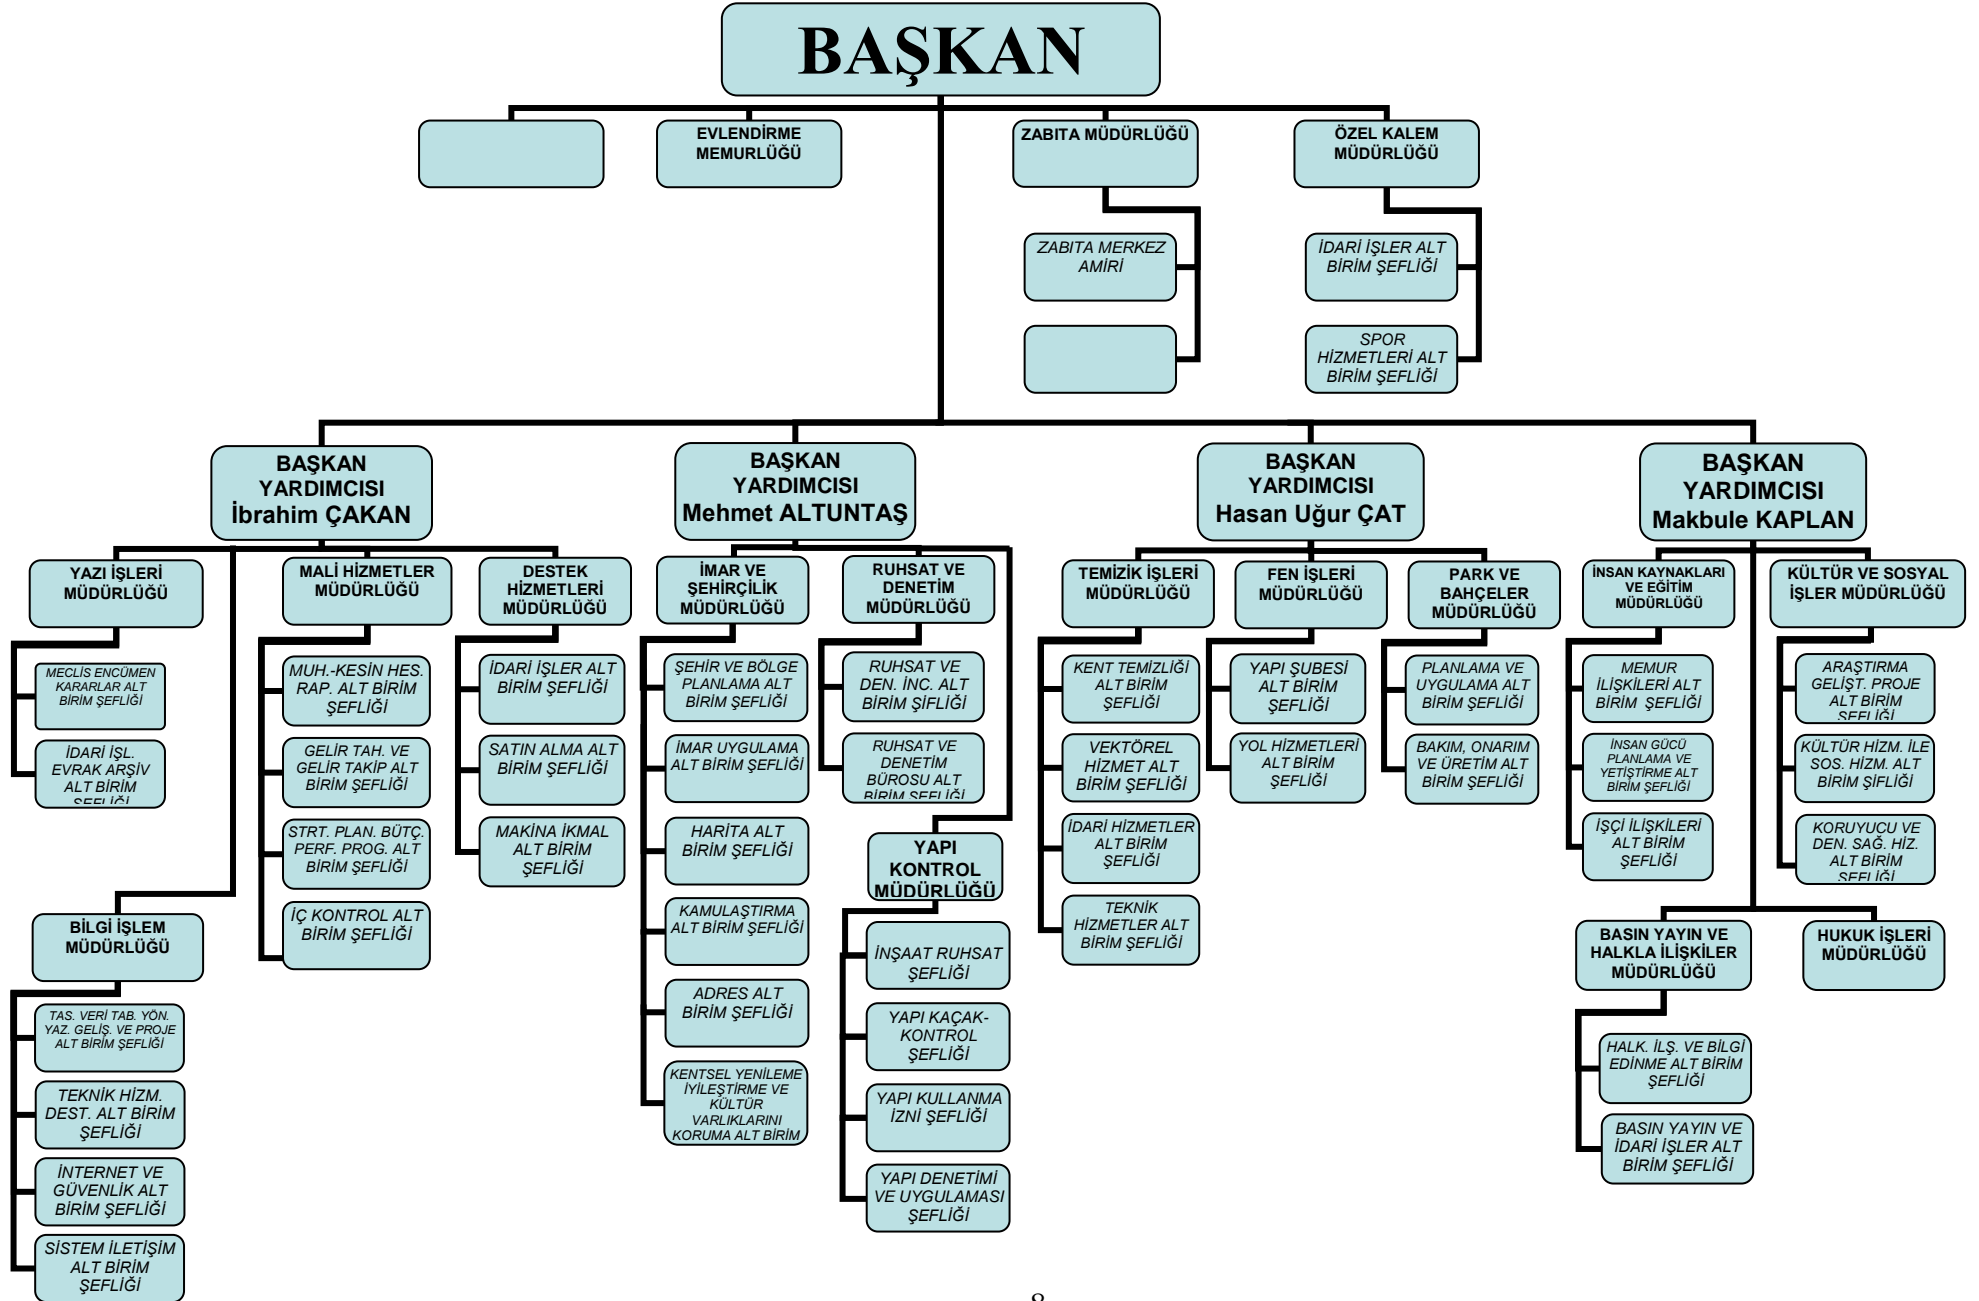 BAŞKAN
EVLENDİRME
MEMURLUĞU
ZABITA MÜDÜRLÜĞÜ
ÖZEL KALEM
MÜDÜRLÜĞÜ
ZABITA MERKEZ
AMİRİ
İDARİ İŞLER ALT
BİRİM ŞEFLİĞİ
SPOR
HİZMETLERİ ALT
BİRİM ŞEFLİĞİ
BAŞKAN
YARDIMCISI
İbrahim ÇAKAN
BAŞKAN
YARDIMCISI
Mehmet ALTUNTAŞ
BAŞKAN
YARDIMCISI
Hasan Uğur ÇAT
BAŞKAN
YARDIMCISI
Makbule KAPLAN
YAZI İŞLERİ
MÜDÜRLÜĞÜ
MECLİS ENCÜMEN
KARARLAR ALT
BİRİM ŞEFLİĞİ
İDARİ İŞL.
EVRAK ARŞİV
ALT BİRİM
ŞEFLİĞİ
MALİ HİZMETLER
MÜDÜRLÜĞÜ
MUH.-KESİN HES.
RAP. ALT BİRİM
ŞEFLİĞİ
GELİR TAH. VE
GELİR TAKİP ALT
BİRİM ŞEFLİĞİ
STRT. PLAN. BÜTÇ.
PERF. PROG. ALT
BİRİM ŞEFLİĞİ
İÇ KONTROL ALT
BİRİM ŞEFLİĞİ
DESTEK
HİZMETLERİ
MÜDÜRLÜĞÜ
İDARİ İŞLER ALT
BİRİM ŞEFLİĞİ
SATIN ALMA ALT
BİRİM ŞEFLİĞİ
MAKİNA İKMAL
ALT BİRİM
ŞEFLİĞİ
BİLGİ İŞLEM
MÜDÜRLÜĞÜ
TAS. VERİ TAB. YÖN.
YAZ. GELİŞ. VE PROJE
ALT BİRİM ŞEFLİĞİ
TEKNİK HİZM.
DEST. ALT BİRİM
ŞEFLİĞİ
İNTERNET VE
GÜVENLİK ALT
BİRİM ŞEFLİĞİ
SİSTEM İLETİŞİM
ALT BİRİM
ŞEFLİĞİ
İMAR VE
ŞEHİRÇİLİK
MÜDÜRLÜĞÜ
ŞEHİR VE BÖLGE
PLANLAMA ALT
BİRİM ŞEFLİĞİ
İMAR UYGULAMA
ALT BİRİM ŞEFLİĞİ
HARİTA ALT
BİRİM ŞEFLİĞİ
KAMULAŞTIRMA
ALT BİRİM ŞEFLİĞİ
ADRES ALT
BİRİM ŞEFLİĞİ
KENTSEL YENİLEME
İYİLEŞTİRME VE
KÜLTÜR
VARLIKLARINI
KORUMA ALT BİRİM
RUHSAT VE
DENETİM
MÜDÜRLÜĞÜ
RUHSAT VE
DEN. İNC. ALT
BİRİM ŞİFLİĞİ
RUHSAT VE
DENETİM
BÜROSU ALT
BİRİM ŞEFLİĞİ
YAPI
KONTROL
MÜDÜRLÜĞÜ
İNŞAAT RUHSAT
ŞEFLİĞİ
YAPI KAÇAK-
KONTROL
ŞEFLİĞİ
YAPI KULLANMA
İZNİ ŞEFLİĞİ
YAPI DENETİMİ
VE UYGULAMASI
ŞEFLİĞİ
TEMİZİK İŞLERİ
MÜDÜRLÜĞÜ
KENT TEMİZLİĞİ
ALT BİRİM
ŞEFLİĞİ
VEKTÖREL
HİZMET ALT
BİRİM ŞEFLİĞİ
İDARİ HİZMETLER
ALT BİRİM
ŞEFLİĞİ
TEKNİK
HİZMETLER ALT
BİRİM ŞEFLİĞİ
FEN İŞLERİ
MÜDÜRLÜĞÜ
YAPI ŞUBESİ
ALT BİRİM
ŞEFLİĞİ
YOL HİZMETLERİ
ALT BİRİM
ŞEFLİĞİ
PARK VE
BAHÇELER
MÜDÜRLÜĞÜ
PLANLAMA VE
UYGULAMA ALT
BİRİM ŞEFLİĞİ
BAKIM, ONARIM
VE ÜRETİM ALT
BİRİM ŞEFLİĞİ
İNSAN KAYNAKLARI
VE EĞİTİM
MÜDÜRLÜĞÜ
MEMUR
İLİŞKİLERİ ALT
BİRİM ŞEFLİĞİ
İNSAN GÜCÜ
PLANLAMA VE
YETİŞTİRME ALT
BİRİM ŞEFLİĞİ
İŞÇİ İLİŞKİLERİ
ALT BİRİM
ŞEFLİĞİ
KÜLTÜR VE SOSYAL
İŞLER MÜDÜRLÜĞÜ
ARAŞTIRMA
GELİŞT. PROJE
ALT BİRİM
ŞEFLİĞİ
KÜLTÜR HİZM. İLE
SOS. HİZM. ALT
BİRİM ŞİFLİĞİ
KORUYUCU VE
DEN. SAĞ. HİZ.
ALT BİRİM
ŞEFLİĞİ
BASIN YAYIN VE
HALKLA İLİŞKİLER
MÜDÜRLÜĞÜ
HALK. İLŞ. VE BİLGİ
EDİNME ALT BİRİM
ŞEFLİĞİ
BASIN YAYIN VE
İDARİ İŞLER ALT
BİRİM ŞEFLİĞİ
HUKUK İŞLERİ
MÜDÜRLÜĞÜ